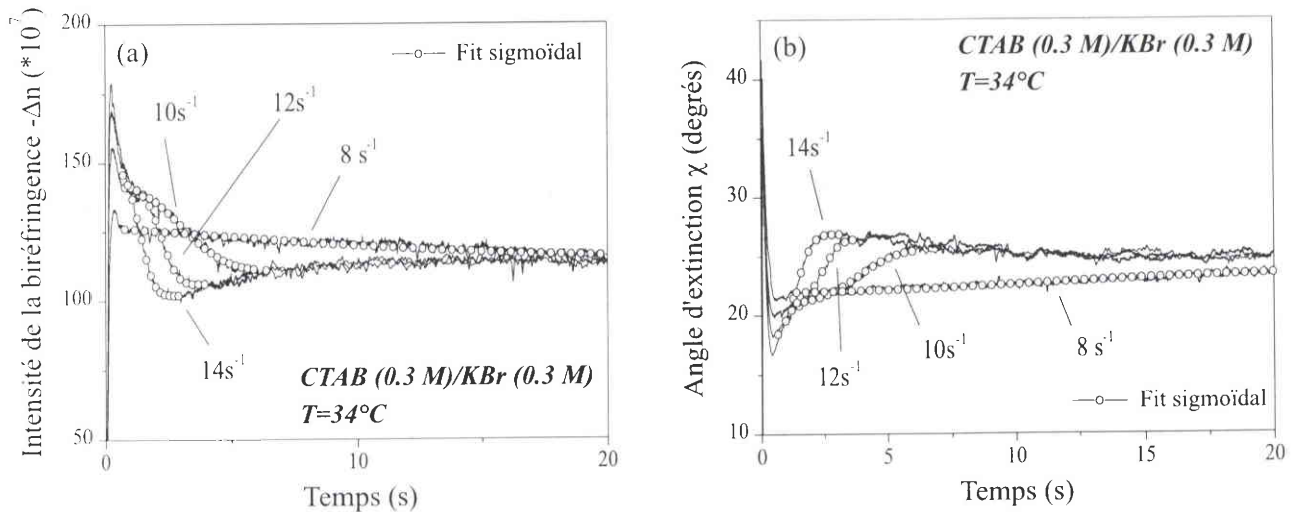 Intensité de la biréfringence -Δn (*10⁷)
200
150
100
50
(a)
Fit sigmoïdal
10s⁻¹
12s⁻¹
8 s⁻¹
14s⁻¹
CTAB (0.3 M)/KBr (0.3 M)
T=34°C
0
10
20
Temps (s)
Angle d'extinction χ (degrés)
40
30
20
10
(b)
CTAB (0.3 M)/KBr (0.3 M)
T=34°C
14s⁻¹
12s⁻¹
10s⁻¹
8 s⁻¹
Fit sigmoïdal
0
5
10
15
20
Temps (s)